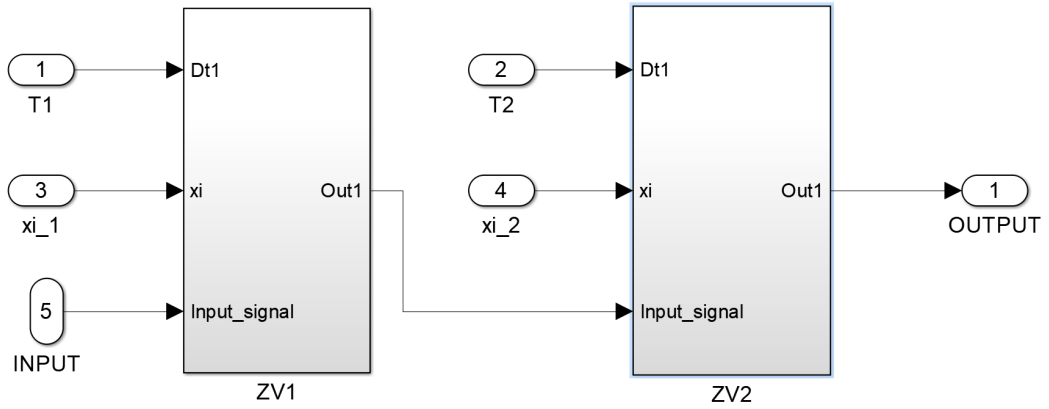 1
T1
3
xi_1
5
INPUT
Dt1
xi
Input_signal
Out1
ZV1
2
T2
4
xi_2
Dt1
xi
Input_signal
Out1
ZV2
1
OUTPUT